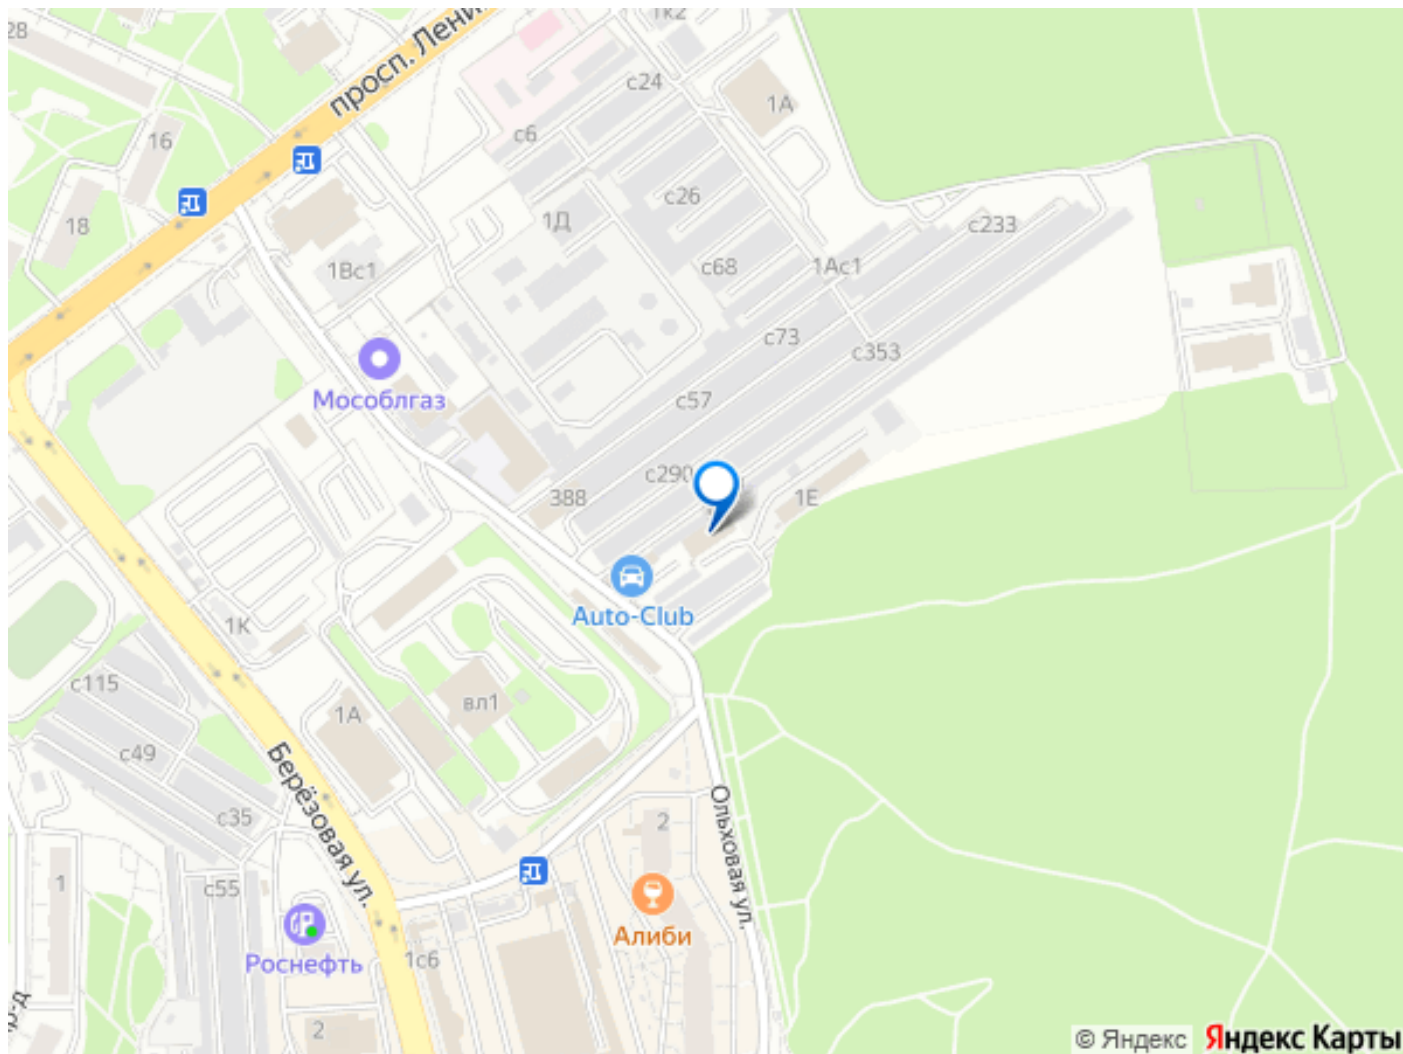 28
1к2
просп. Лени
с24
1А
16
с6
с26
18
1Д
с233
1Вс1
с68
1Ас1
с73
с353
Мособлгаз
с57
с290
388
1Е
Auto-Club
1К
с115
вл1
1А
с49
Берёзовая ул.
с35
Ольховая ул.
2
1
с55
Алиби
Роснефть
1с6
р-д
2
© Яндекс Яндекс Карты